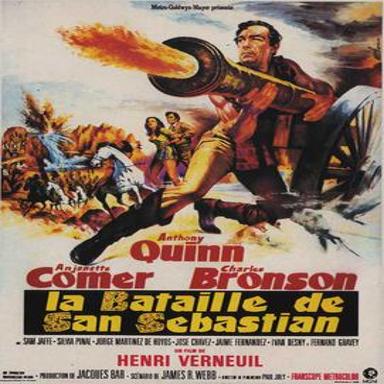 Metro-Goldwyn-Mayer présente
Anthony
Quinn
Anjanette
Comer
Charles
Bronson
la Bataille de
San Sebastian
SAM JAFFE · SILVIA PINAL · JORGE MARTINEZ DE HOYOS · JOSE CHAVEZ · JAIME FERNANDEZ · IVAN DESNY · FERNAND GRAVEY
UN FILM DE
HENRI VERNEUIL
PRODUCTION DE JACQUES BAR
SCÉNARIO DE JAMES R. WEBB
FRANSCOPE METROCOLOR
MGM